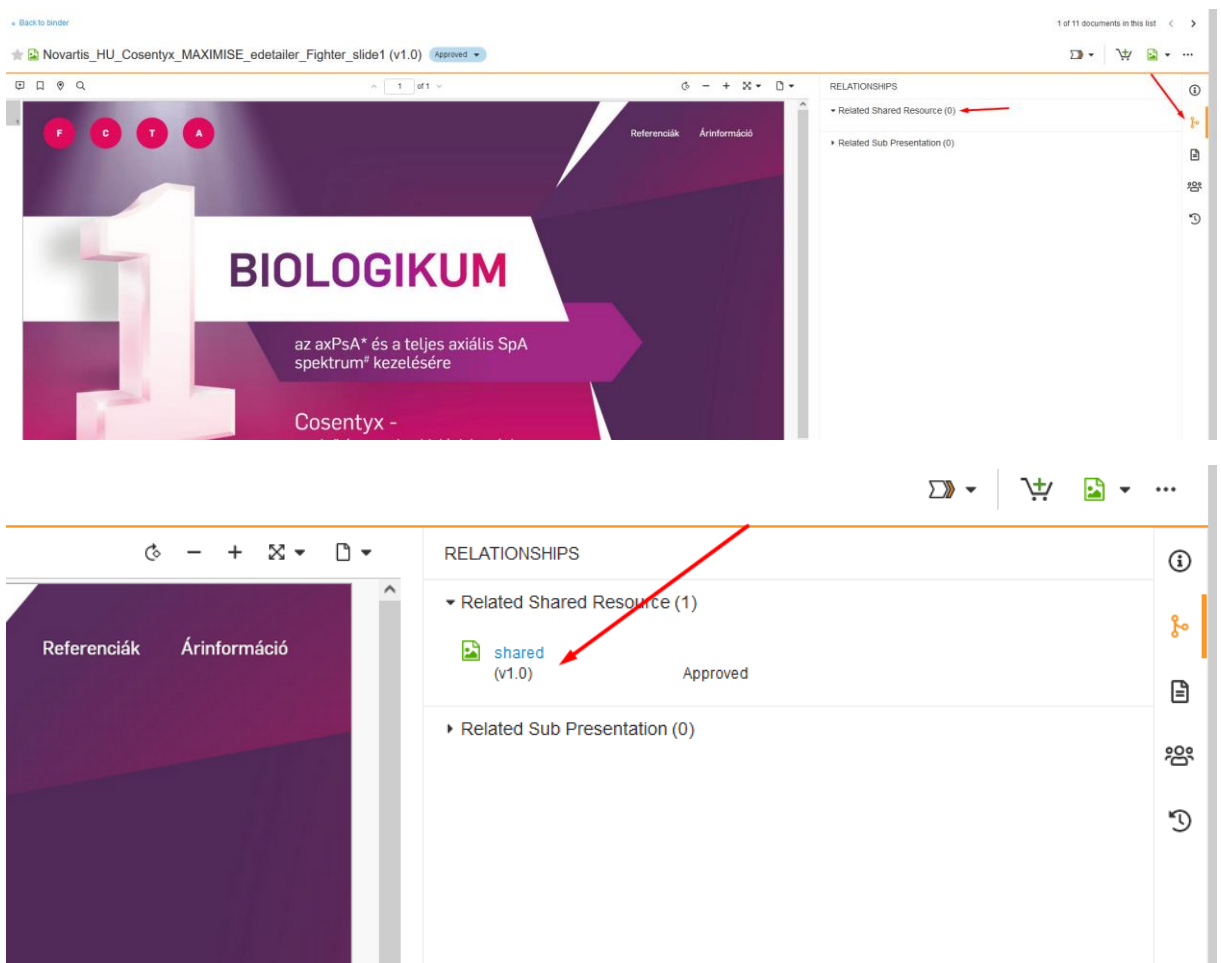 « Back to binder
1 of 11 documents in this list
Novartis_HU_Cosentyx_MAXIMISE_edetailer_Fighter_slide1 (v1.0) Approved
1 of 1
RELATIONSHIPS
Related Shared Resource (0)
Related Sub Presentation (0)
F C T A
Referenciák Árinformáció
1
BIOLOGIKUM
az axPsA* és a teljes axiális SpA
spektrum# kezelésére
Cosentyx -
RELATIONSHIPS
Related Shared Resource (1)
shared
(v1.0) Approved
Related Sub Presentation (0)
Referenciák Árinformáció